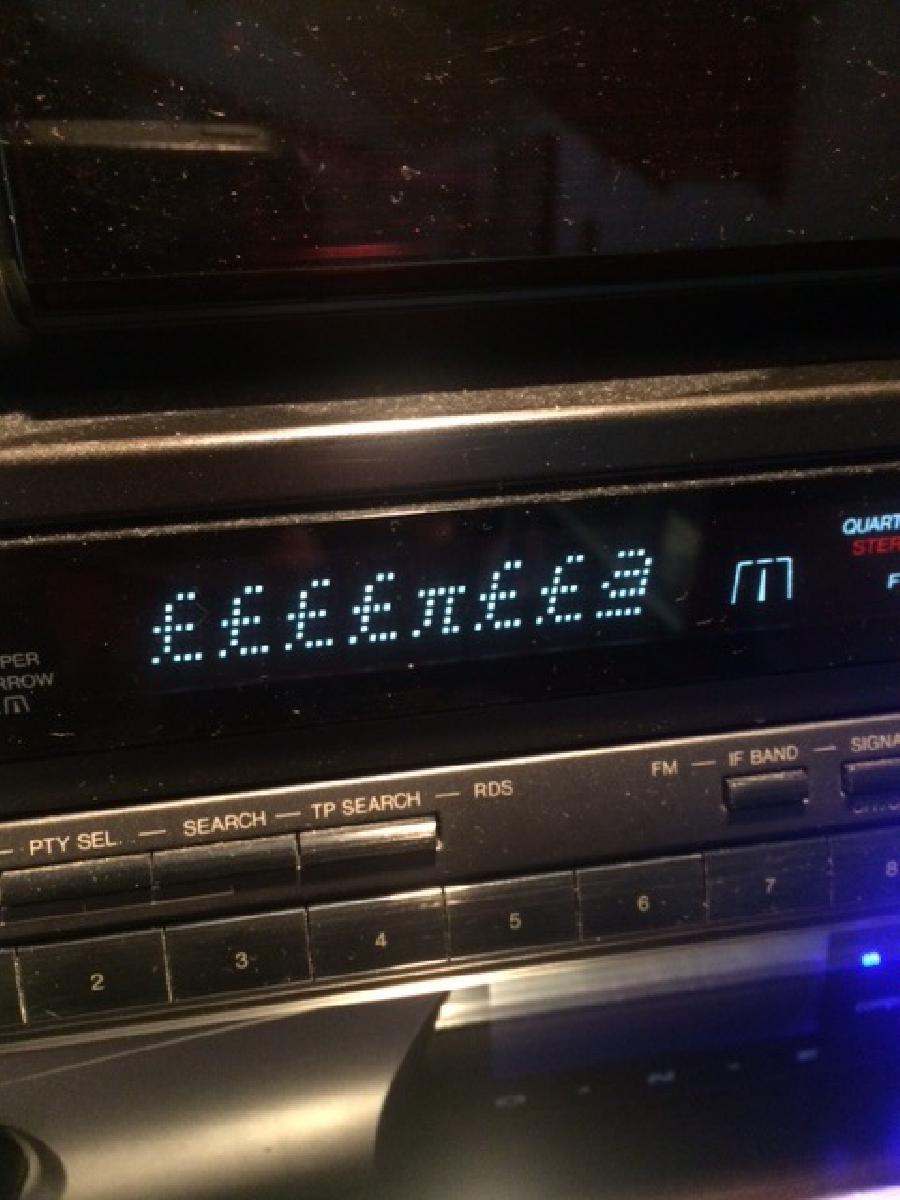 QUART
STER
F
££££π££ª
PER
RROW
FM — IF BAND — SIGNA
— PTY SEL. — SEARCH — TP SEARCH — RDS
2 3 4 5 6 7 8